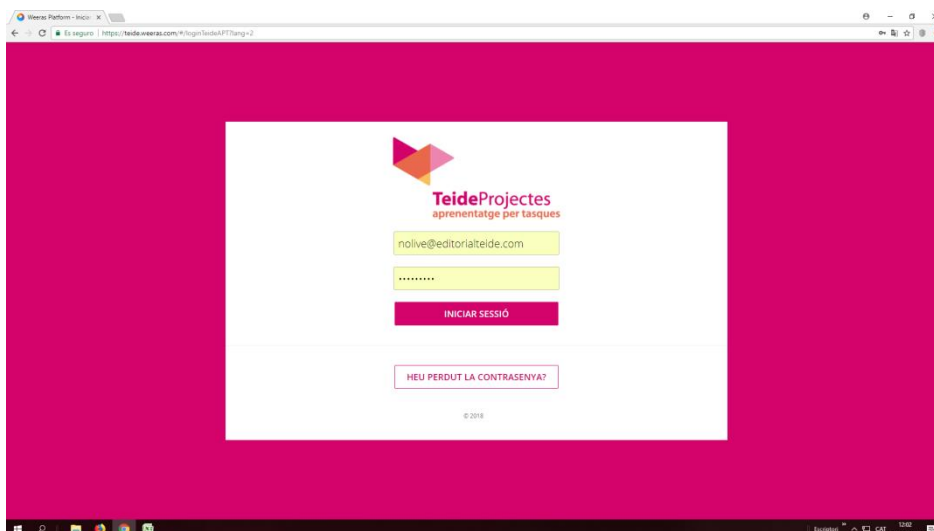 Weeras Platform - Inicio
Es seguro https://teide.weeras.com/#/loginTeideAPT?lang=2
TeideProjectes
aprenentatge per tasques
nolive@editorialteide.com
INICIAR SESSIÓ
HEU PERDUT LA CONTRASENYA?
© 2018
Escriptori CAT 12:02